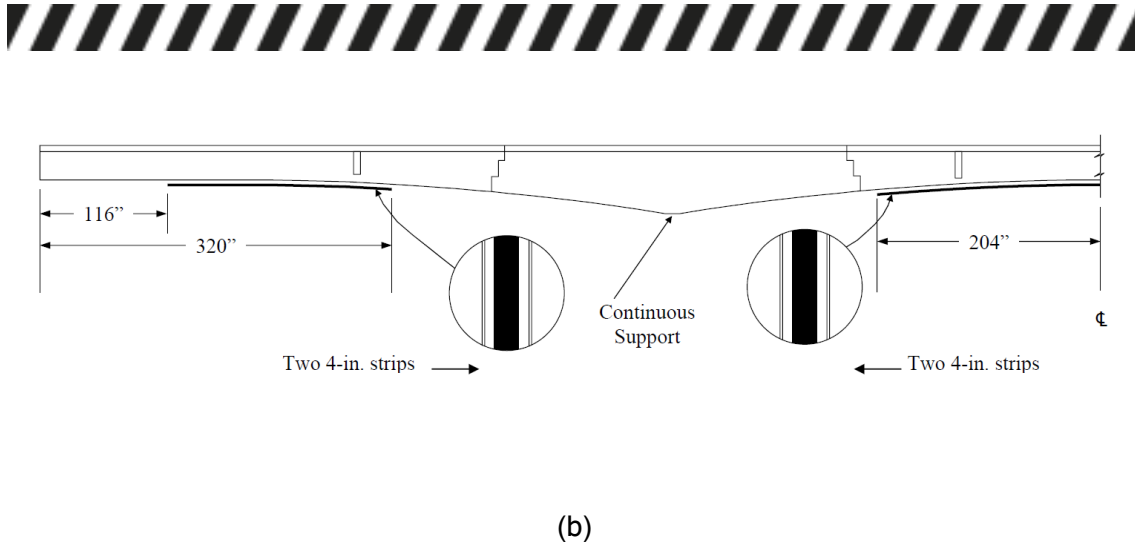 116”
320”
204”
Continuous
Support
℄
Two 4-in. strips
Two 4-in. strips
(b)